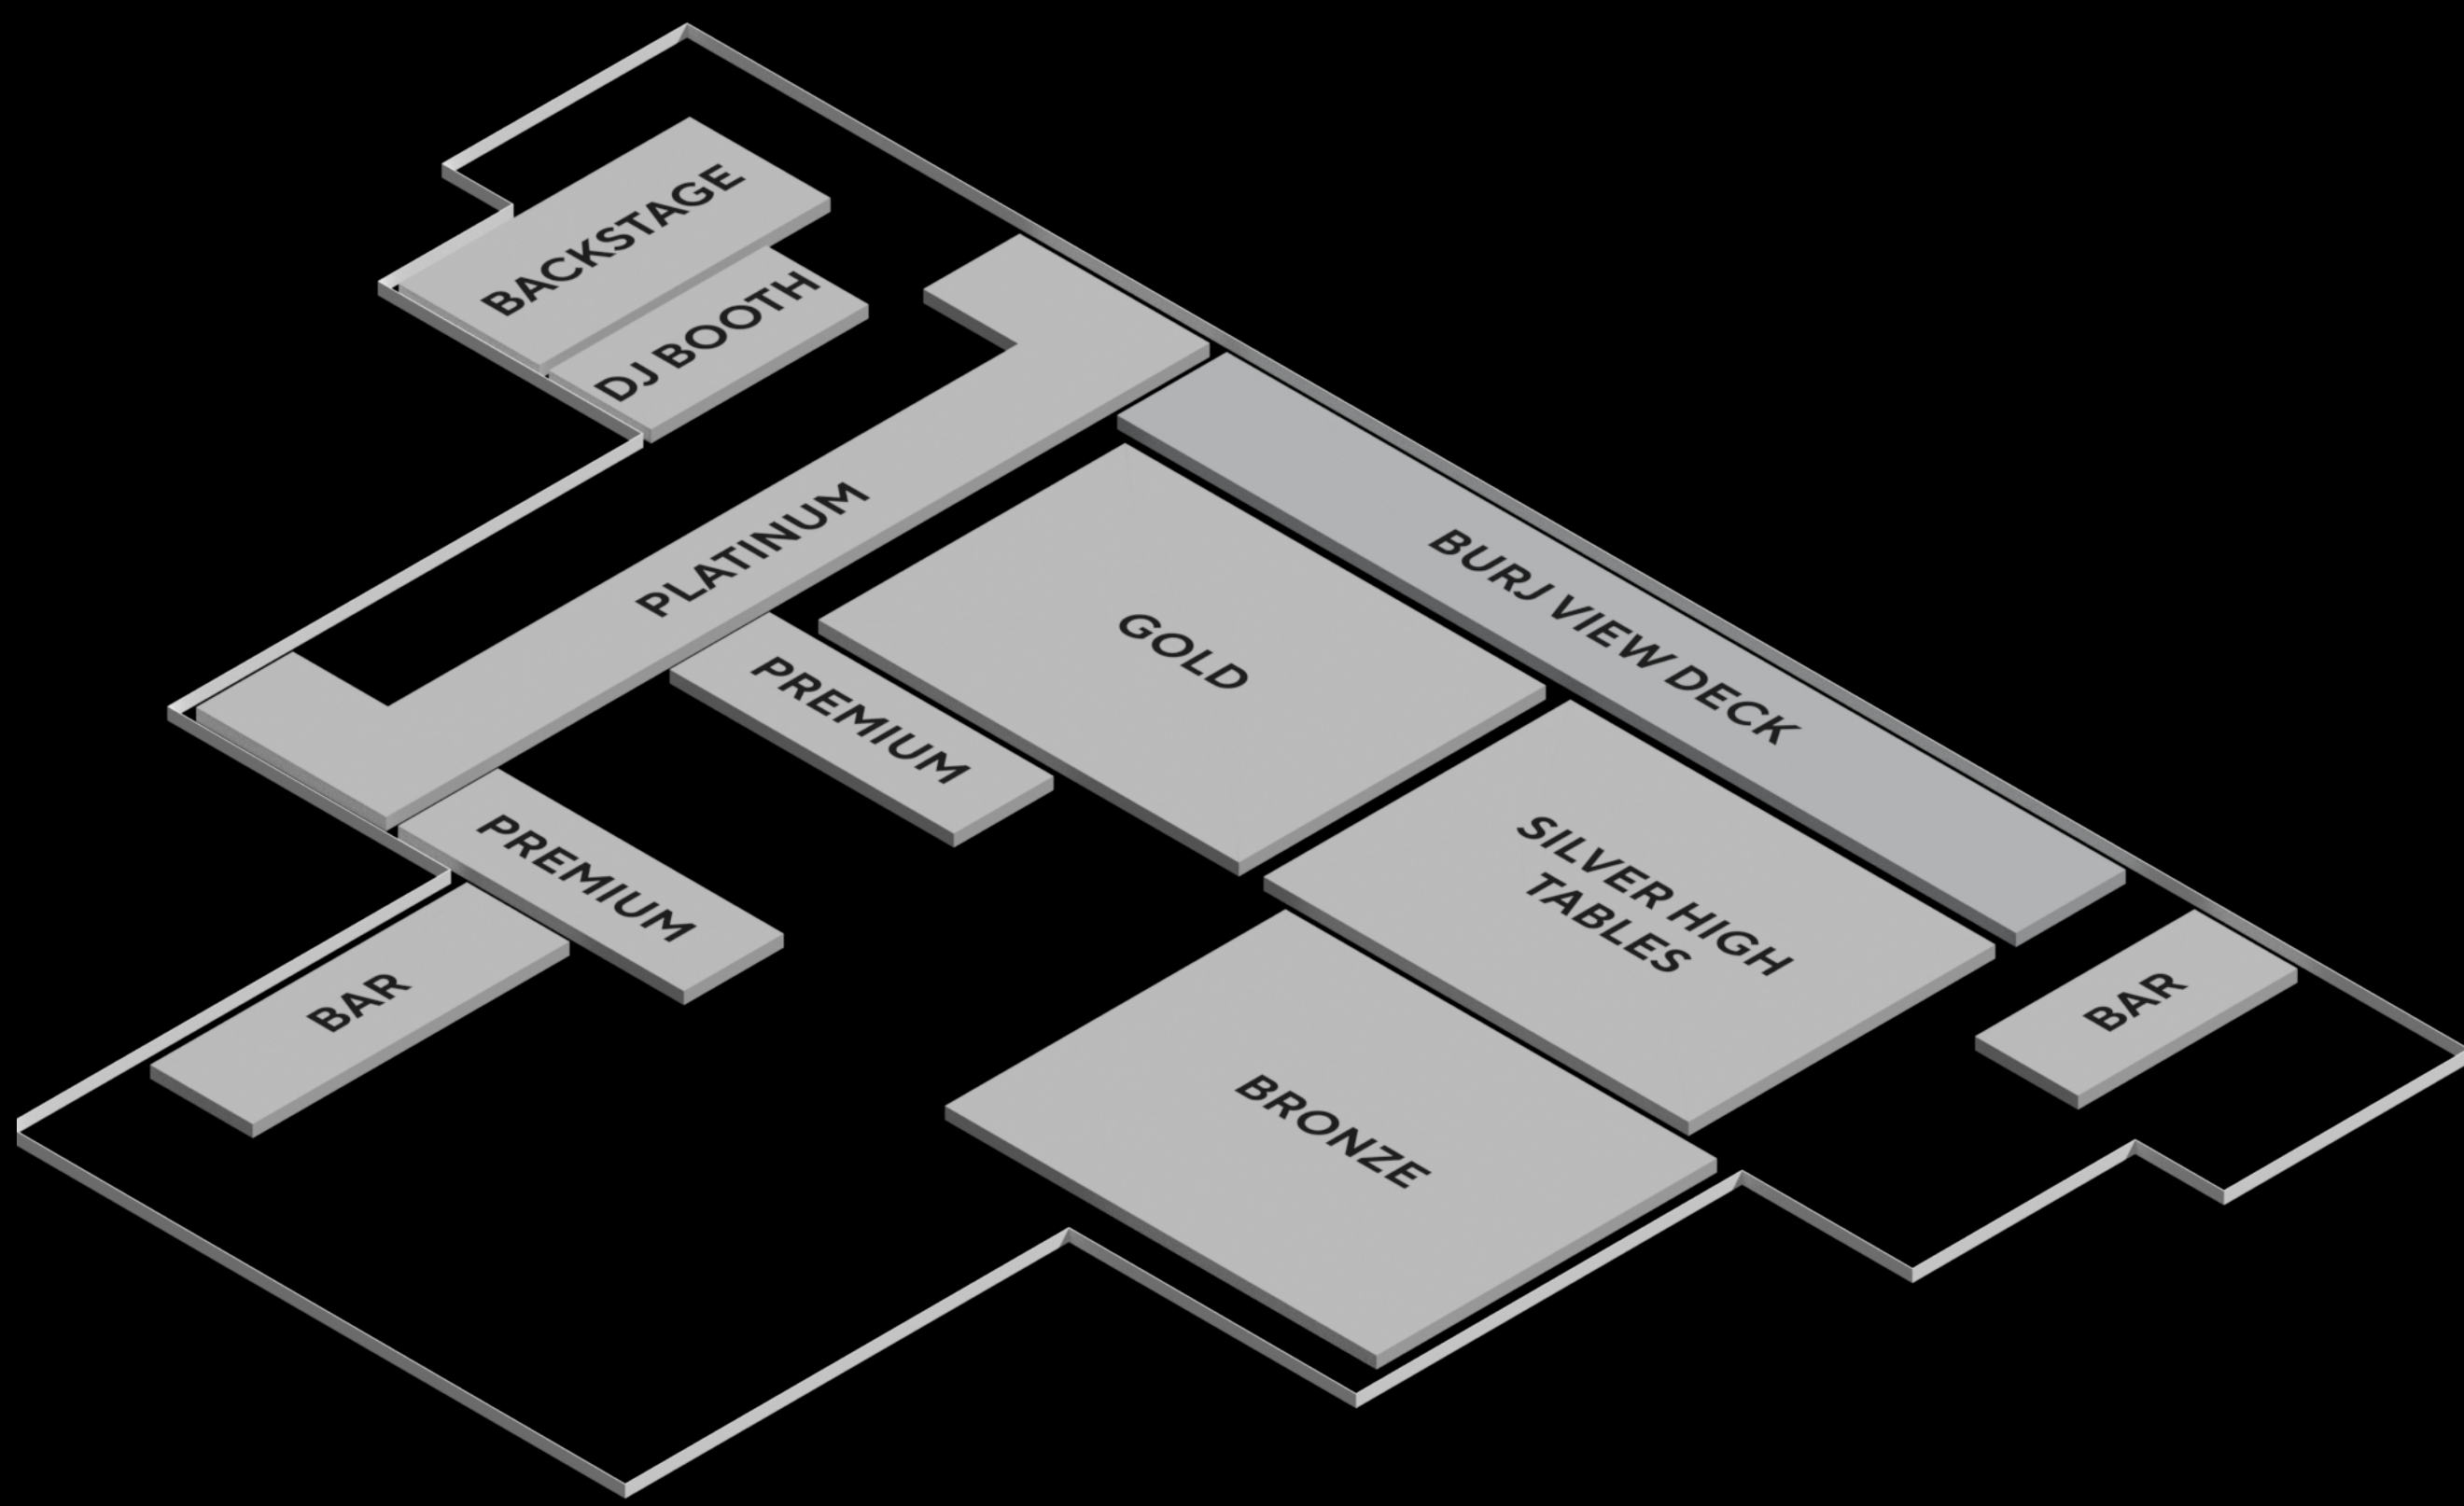 BACKSTAGE
DJ BOOTH
PLATINUM
BURJ VIEW DECK
GOLD
PREMIUM
PREMIUM
SILVER HIGH
TABLES
BAR
BAR
BRONZE